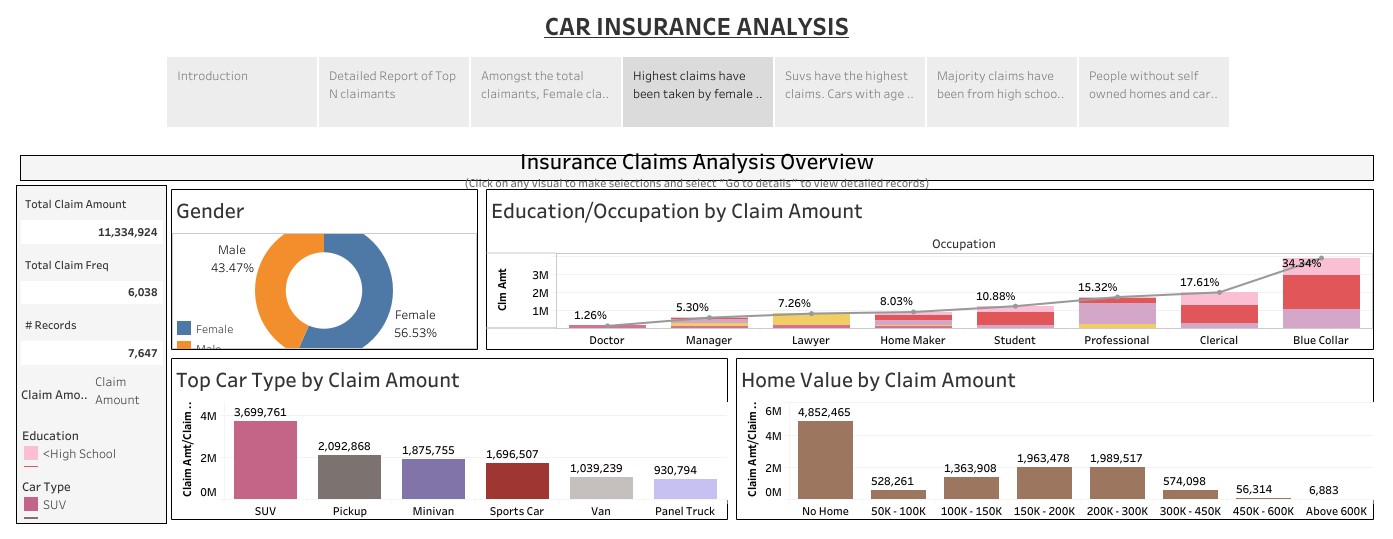 CAR INSURANCE ANALYSIS
Introduction
Detailed Report of Top
N claimants
Amongst the total
claimants, Female cla..
Highest claims have
been taken by female ..
Suvs have the highest
claims. Cars with age ..
Majority claims have
been from high schoo..
People without self
owned homes and car..
Insurance Claims Analysis Overview
(Click on any visual to make selections and select "Go to details" to view detailed records)
Total Claim Amount
11,334,924
Total Claim Freq
6,038
# Records
7,647
Claim Amo..
Claim
Amount
Education
<High School
Car Type
SUV
Gender
Male
43.47%
Female
56.53%
Female
Male
Education/Occupation by Claim Amount
Occupation
Clm Amt
3M
2M
1M
1.26%
5.30%
7.26%
8.03%
10.88%
15.32%
17.61%
34.34%
Doctor
Manager
Lawyer
Home Maker
Student
Professional
Clerical
Blue Collar
Top Car Type by Claim Amount
Claim Amt/Claim ..
4M
2M
0M
3,699,761
2,092,868
1,875,755
1,696,507
1,039,239
930,794
SUV
Pickup
Minivan
Sports Car
Van
Panel Truck
Home Value by Claim Amount
Claim Amt/Claim ..
6M
4M
2M
0M
4,852,465
528,261
1,363,908
1,963,478
1,989,517
574,098
56,314
6,883
No Home
50K - 100K
100K - 150K
150K - 200K
200K - 300K
300K - 450K
450K - 600K
Above 600K